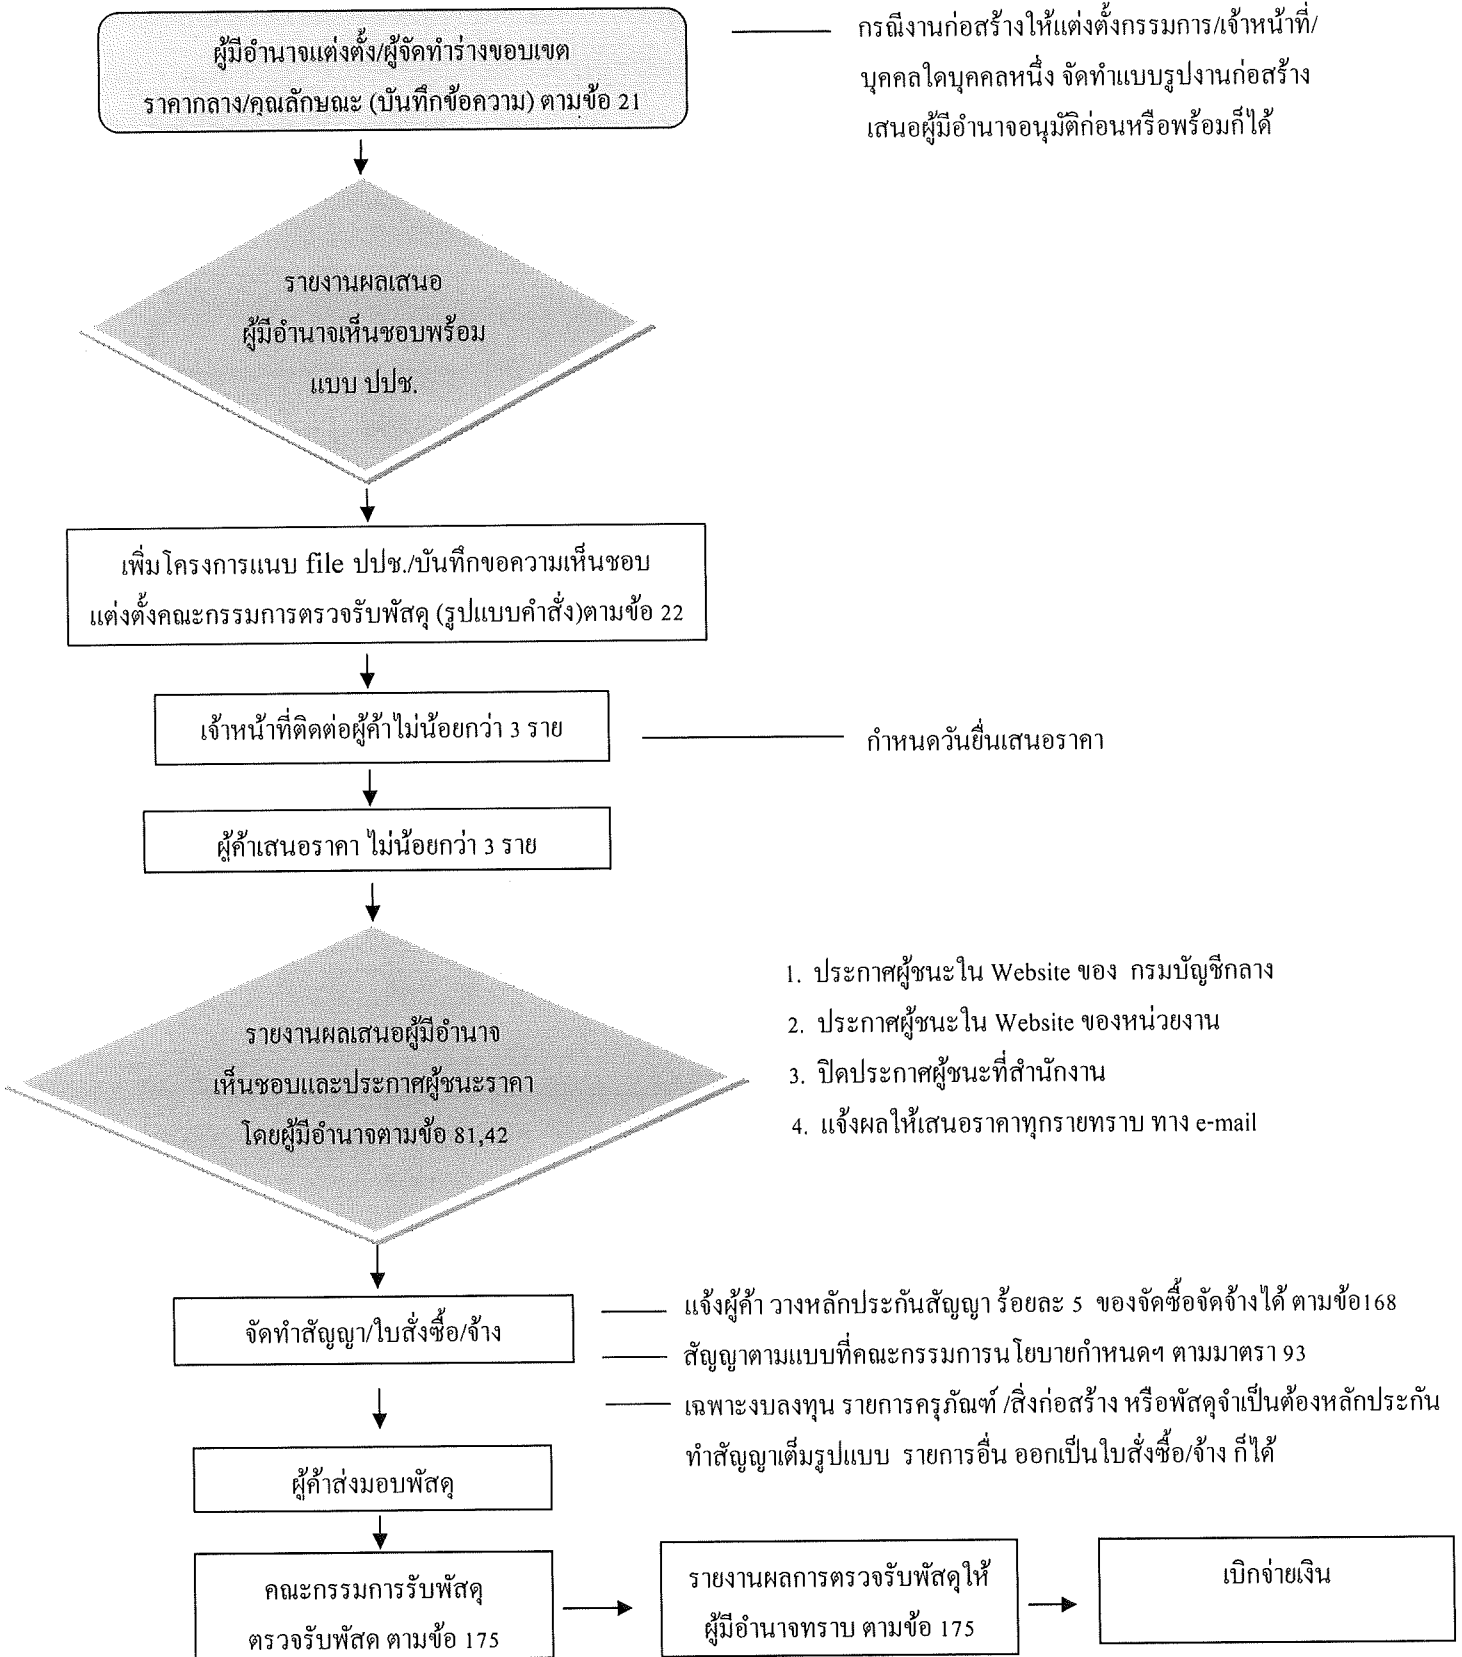 ผู้มีอำนาจแต่งตั้ง/ผู้จัดทำร่างขอบเขต
ราคากลาง/คุณลักษณะ (บันทึกข้อความ) ตามข้อ 21
กรณีงานก่อสร้างให้แต่งตั้งกรรมการ/เจ้าหน้าที่/
บุคคลใดบุคคลหนึ่ง จัดทำแบบรูปงานก่อสร้าง
เสนอผู้มีอำนาจอนุมัติก่อนหรือพร้อมก็ได้
รายงานผลเสนอ
ผู้มีอำนาจเห็นชอบพร้อม
แบบ ปปช.
เพิ่มโครงการแนบ file ปปช./บันทึกขอความเห็นชอบ
แต่งตั้งคณะกรรมการตรวจรับพัสดุ (รูปแบบคำสั่ง)ตามข้อ 22
เจ้าหน้าที่ติดต่อผู้ค้าไม่น้อยกว่า 3 ราย
กำหนดวันยื่นเสนอราคา
ผู้ค้าเสนอราคา ไม่น้อยกว่า 3 ราย
รายงานผลเสนอผู้มีอำนาจ
เห็นชอบและประกาศผู้ชนะราคา
โดยผู้มีอำนาจตามข้อ 81,42
1. ประกาศผู้ชนะใน Website ของ กรมบัญชีกลาง
2. ประกาศผู้ชนะใน Website ของหน่วยงาน
3. ปิดประกาศผู้ชนะที่สำนักงาน
4. แจ้งผลให้เสนอราคาทุกรายทราบ ทาง e-mail
จัดทำสัญญา/ใบสั่งซื้อ/จ้าง
แจ้งผู้ค้า วางหลักประกันสัญญา ร้อยละ 5 ของจัดซื้อจัดจ้างได้ ตามข้อ168
สัญญาตามแบบที่คณะกรรมการนโยบายกำหนดฯ ตามมาตรา 93
เฉพาะงบลงทุน รายการครุภัณฑ์ /สิ่งก่อสร้าง หรือพัสดุจำเป็นต้องหลักประกัน
ทำสัญญาเต็มรูปแบบ รายการอื่น ออกเป็นใบสั่งซื้อ/จ้าง ก็ได้
ผู้ค้าส่งมอบพัสดุ
คณะกรรมการรับพัสดุ
ตรวจรับพัสดุ ตามข้อ 175
รายงานผลการตรวจรับพัสดุให้
ผู้มีอำนาจทราบ ตามข้อ 175
เบิกจ่ายเงิน